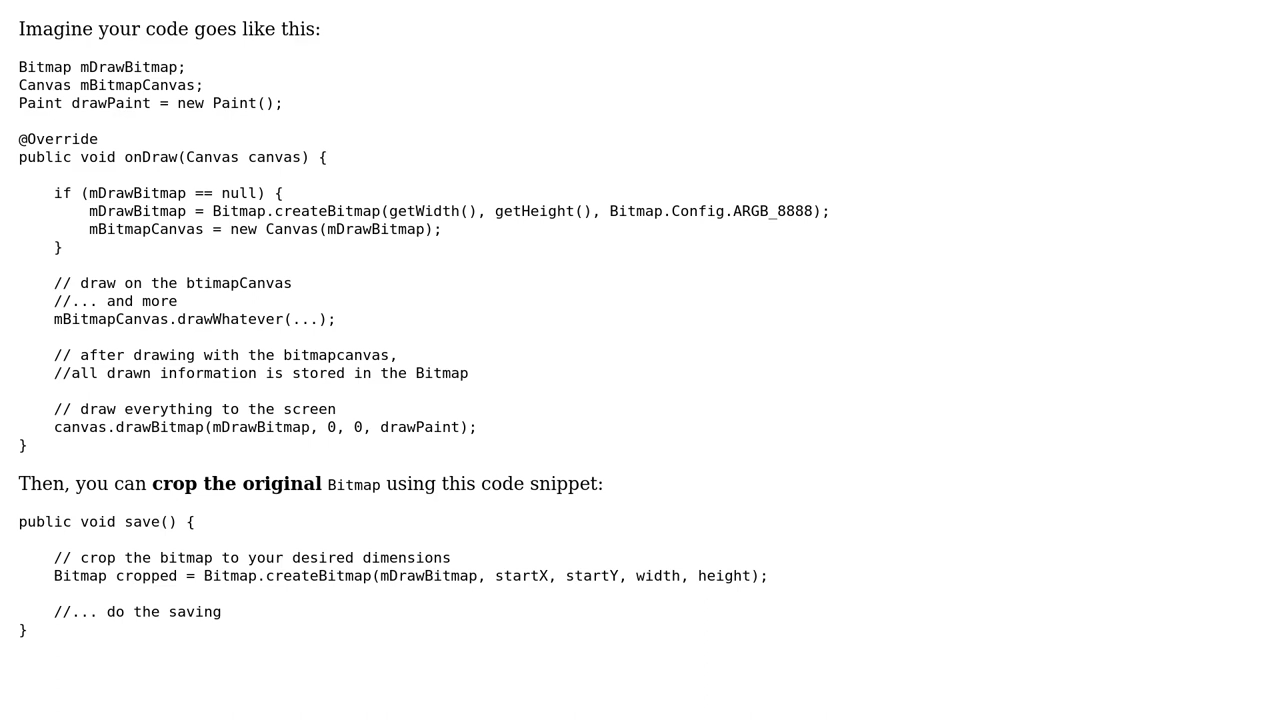 Imagine your code goes like this:
Bitmap mDrawBitmap;
Canvas mBitmapCanvas;
Paint drawPaint = new Paint();
@Override
public void onDraw(Canvas canvas) {
    if (mDrawBitmap == null) {
        mDrawBitmap = Bitmap.createBitmap(getWidth(), getHeight(), Bitmap.Config.ARGB_8888);
        mBitmapCanvas = new Canvas(mDrawBitmap);
    }
    // draw on the btimapCanvas
    //... and more
    mBitmapCanvas.drawWhatever(...);
    // after drawing with the bitmapcanvas,
    //all drawn information is stored in the Bitmap
    // draw everything to the screen
    canvas.drawBitmap(mDrawBitmap, 0, 0, drawPaint);
}
Then, you can crop the original Bitmap using this code snippet:
public void save() {
    // crop the bitmap to your desired dimensions
    Bitmap cropped = Bitmap.createBitmap(mDrawBitmap, startX, startY, width, height);
    //... do the saving
}